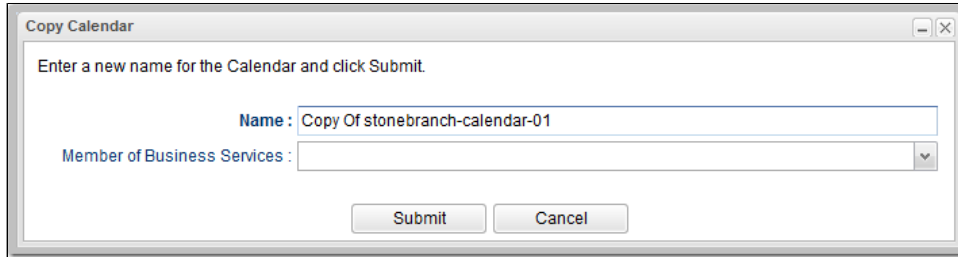 Copy Calendar
Enter a new name for the Calendar and click Submit.
Name : Copy Of stonebranch-calendar-01
Member of Business Services :
Submit Cancel